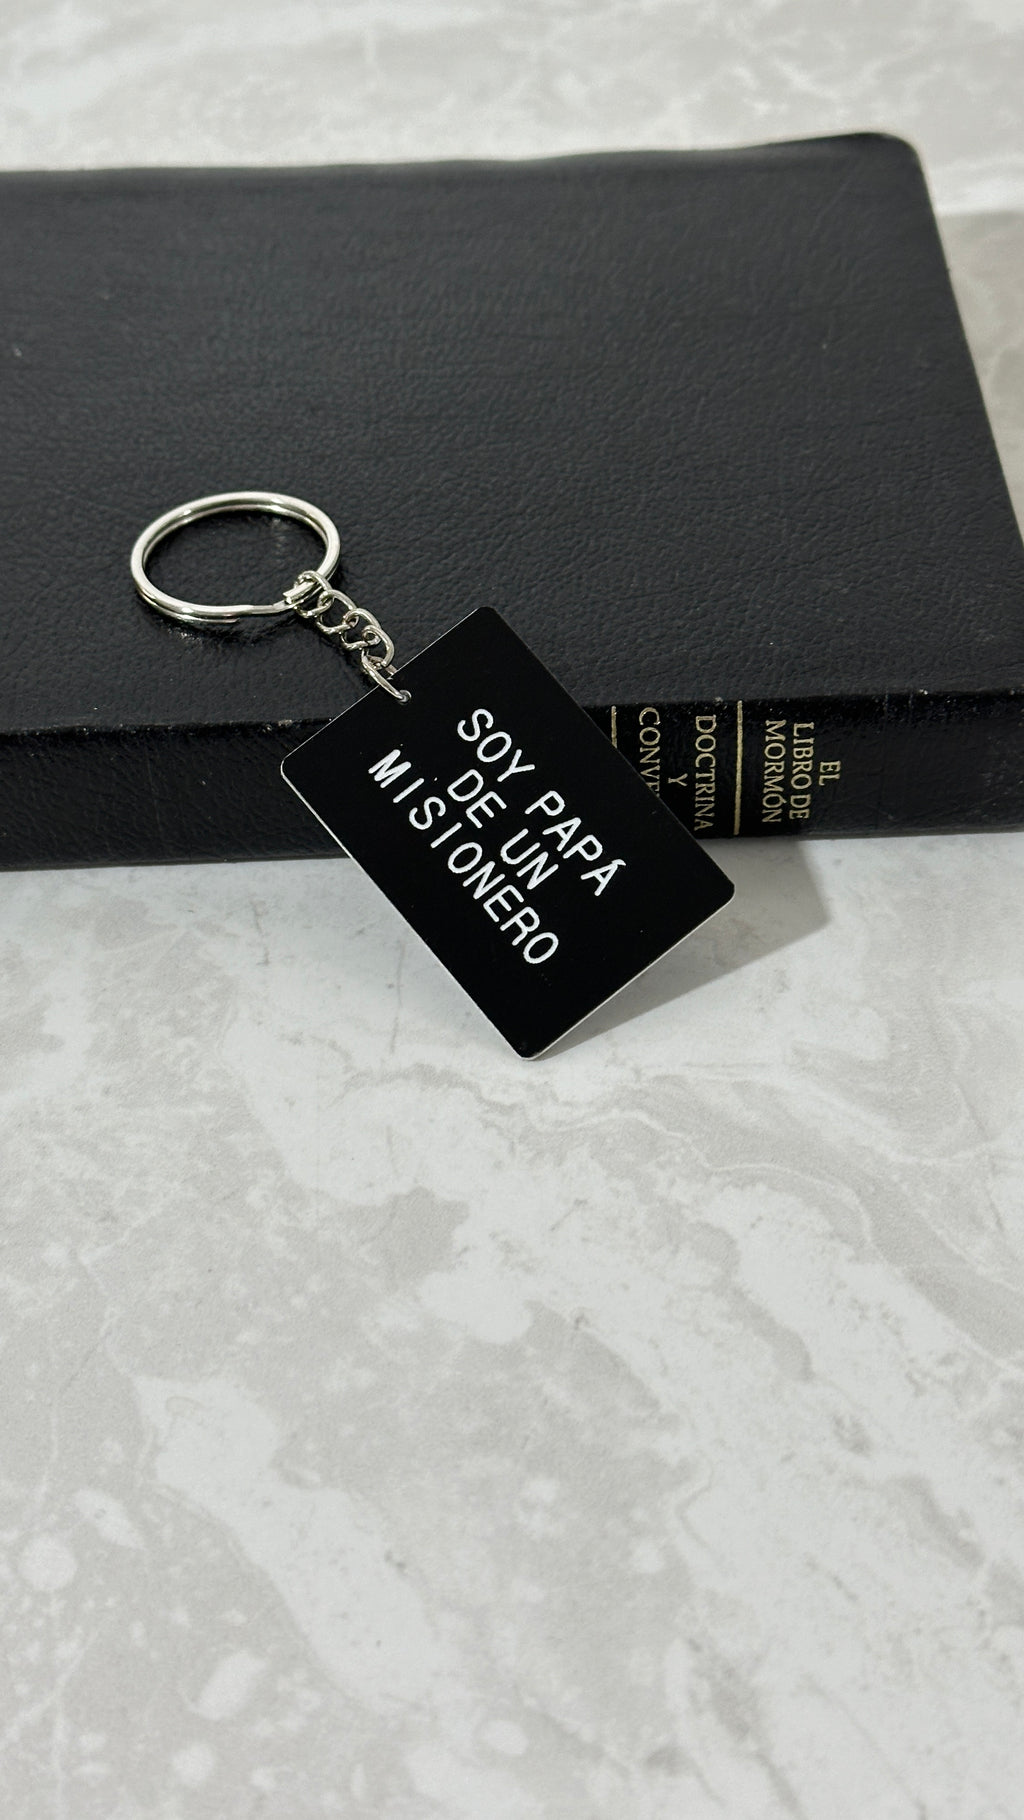 SOY PAPÁ
DE UN
MISIONERO
EL
LIBRO DE
MORMÓN
DOCTRINA
Y